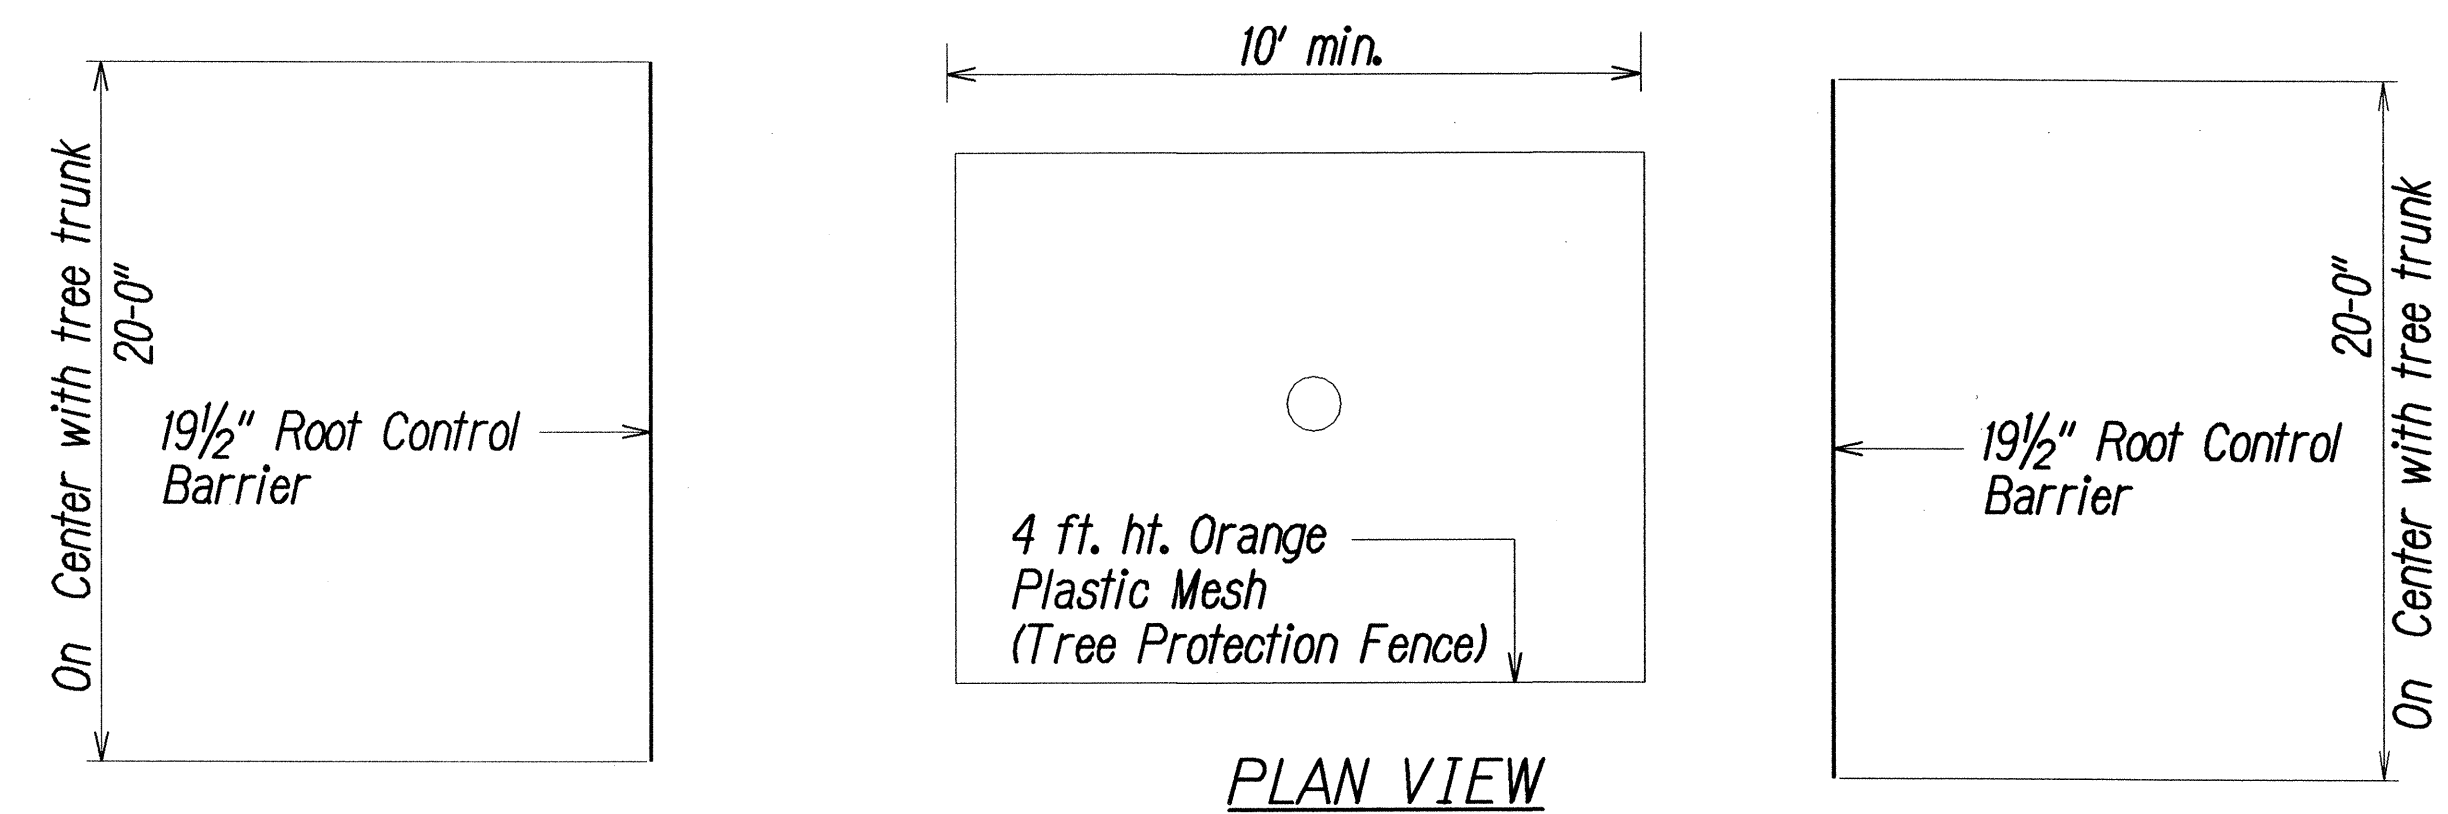 10' min.
On Center with tree trunk
20-0"
19½" Root Control
Barrier
4 ft. ht. Orange
Plastic Mesh
(Tree Protection Fence)
19½" Root Control
Barrier
20-0"
On Center with tree trunk
PLAN VIEW